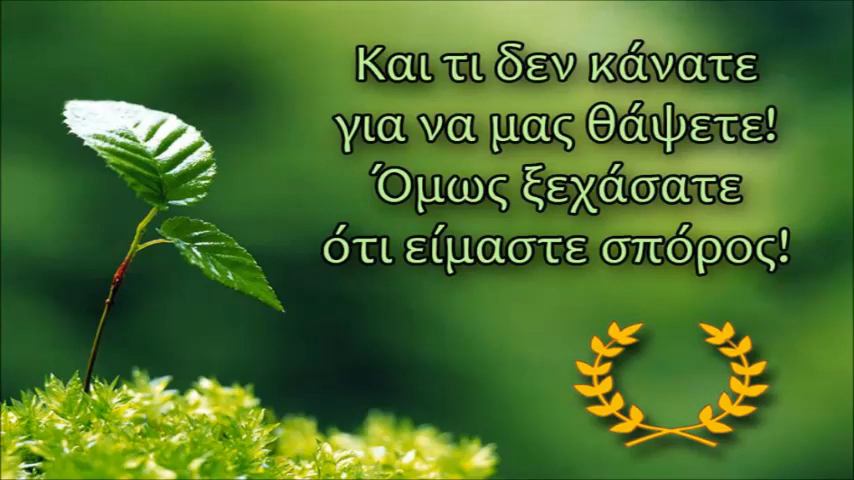 Και τι δεν κάνατε
για να μας θάψετε!
Όμως ξεχάσατε
ότι είμαστε σπόρος!